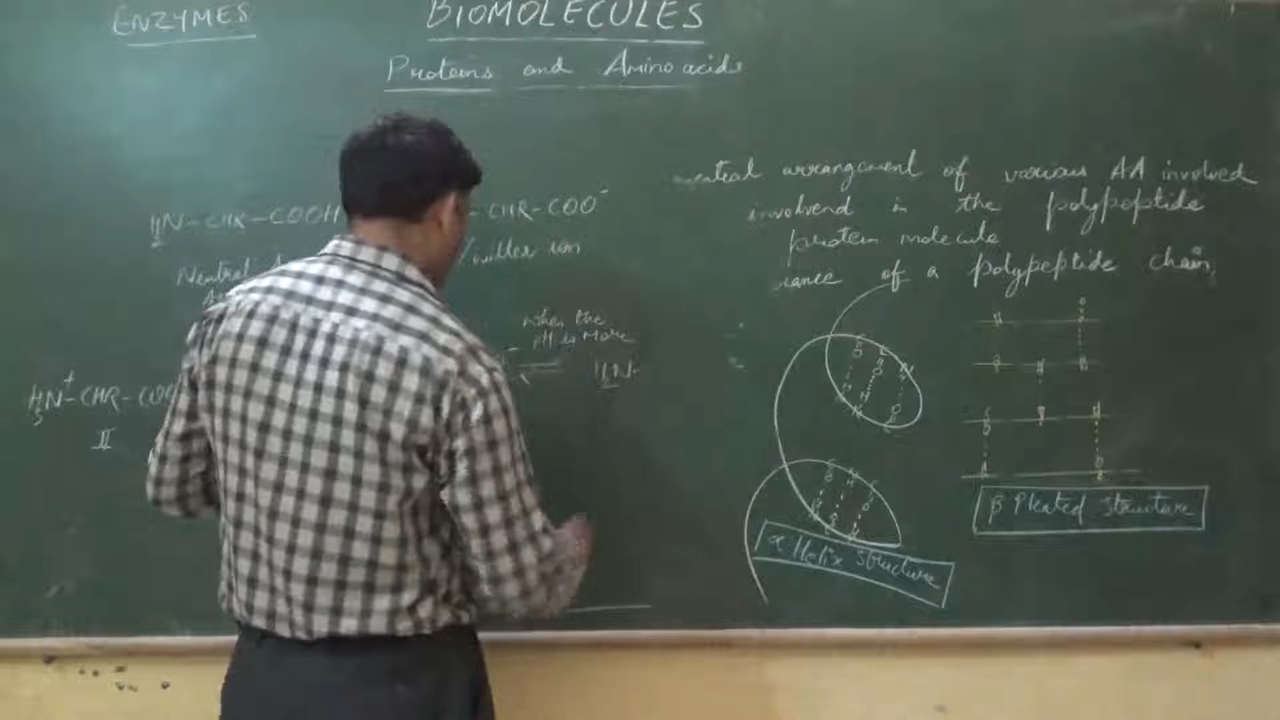 ENZYMES
BIOMOLECULES
Proteins and Amino acids
H2N-CHR-COOH
-CHR-COO-
Neutral
Zwitter ion
when the
pH is More
H2N-
H3N+-CHR-COO
II
arrangement of various AA involved
involvend in the polypeptide
protein molecule
of a polypeptide chain,
α Helix Structure
β Pleated Structure